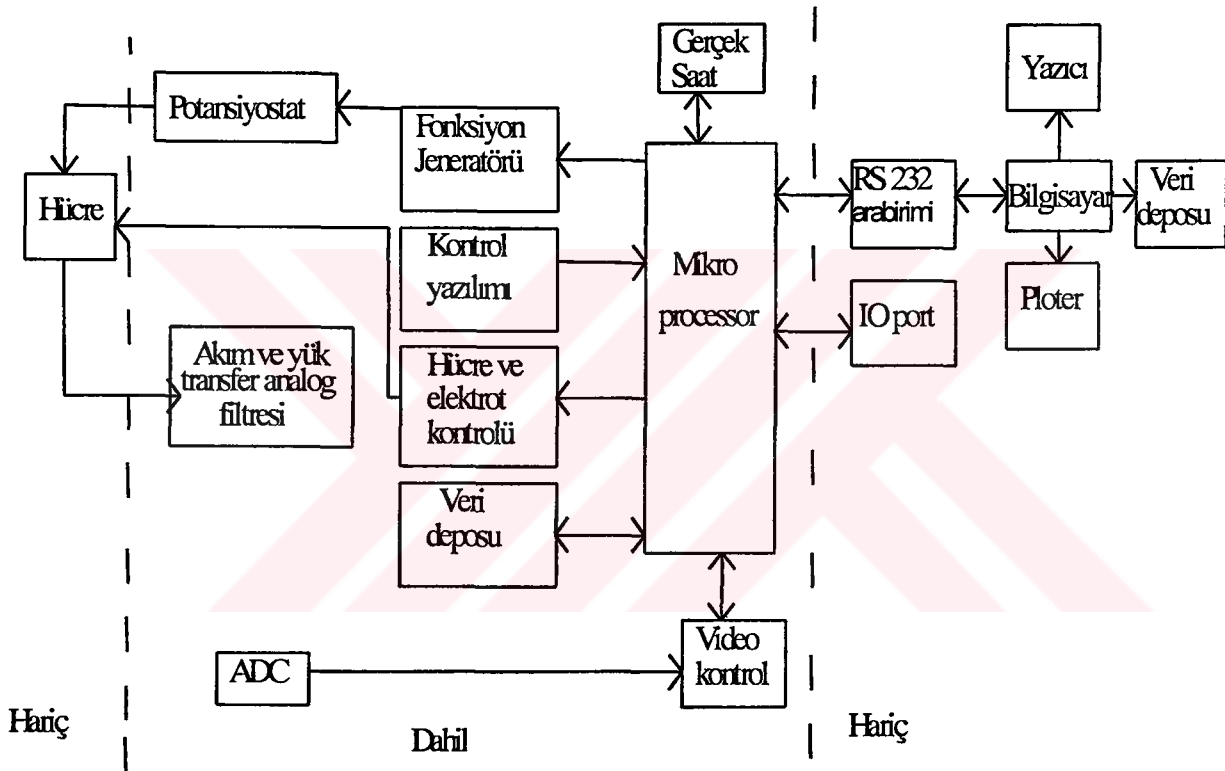 Gerçek
Saat
Yazıcı
Potansiyostat
Fonksiyon
Jeneratörü
RS 232
arabirimi
Bilgisayar
Veri
deposu
Hücre
Kontrol
yazılımı
Mikro
processor
IO port
Ploter
Akım ve yük
transfer analog
filtresi
Hücre ve
elektrot
kontrolü
Veri
deposu
Video
kontrol
ADC
Hariç
Dahil
Hariç